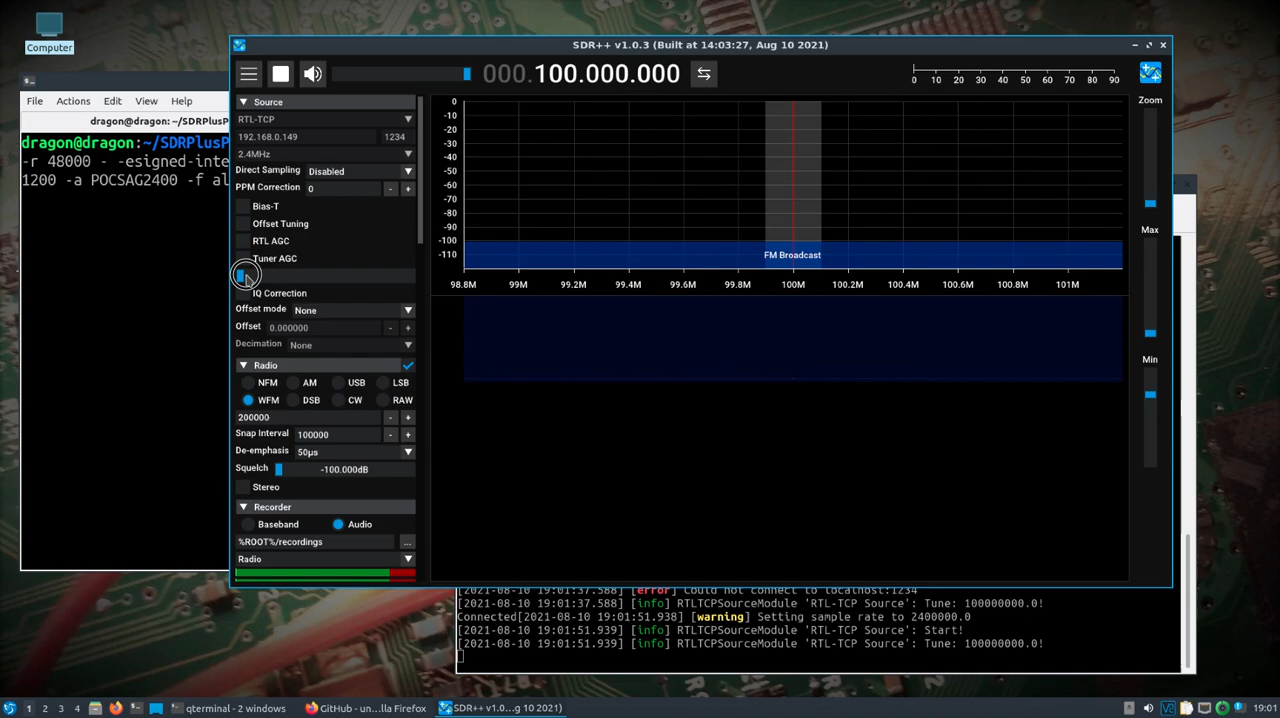 Computer
SDR++ v1.0.3 (Built at 14:03:27, Aug 10 2021)
000.100.000.000
0 10 20 30 40 50 60 70 80 90
File Actions Edit View Help
dragon@dragon: ~/SDRPlusP
dragon@dragon:~/SDRPlusP
-r 48000 - -esigned-inte
1200 -a POCSAG2400 -f al
Source
RTL-TCP
192.168.0.149 1234
2.4MHz
Direct Sampling Disabled
PPM Correction 0 - +
Bias-T
Offset Tuning
RTL AGC
Tuner AGC
IQ Correction
Offset mode None
Offset 0.000000 - +
Decimation None
Radio
NFM AM USB LSB
WFM DSB CW RAW
200000 - +
Snap Interval 100000 - +
De-emphasis 50µs
Squelch -100.000dB
Stereo
Recorder
Baseband Audio
%ROOT%/recordings ...
Radio
0
-10
-20
-30
-40
-50
-60
-70
-80
-90
-100
-110
FM Broadcast
98.8M 99M 99.2M 99.4M 99.6M 99.8M 100M 100.2M 100.4M 100.6M 100.8M 101M
Zoom
Max
Min
[2021-08-10 19:01:37.588] [error] Could not connect to localhost:1234
[2021-08-10 19:01:37.588] [info] RTLTCPSourceModule 'RTL-TCP Source': Tune: 100000000.0!
Connected[2021-08-10 19:01:51.938] [warning] Setting sample rate to 2400000.0
[2021-08-10 19:01:51.939] [info] RTLTCPSourceModule 'RTL-TCP Source': Start!
[2021-08-10 19:01:51.939] [info] RTLTCPSourceModule 'RTL-TCP Source': Tune: 100000000.0!
1 2 3 4 qterminal - 2 windows GitHub - un...lla Firefox SDR++ v1.0....g 10 2021) 19:01